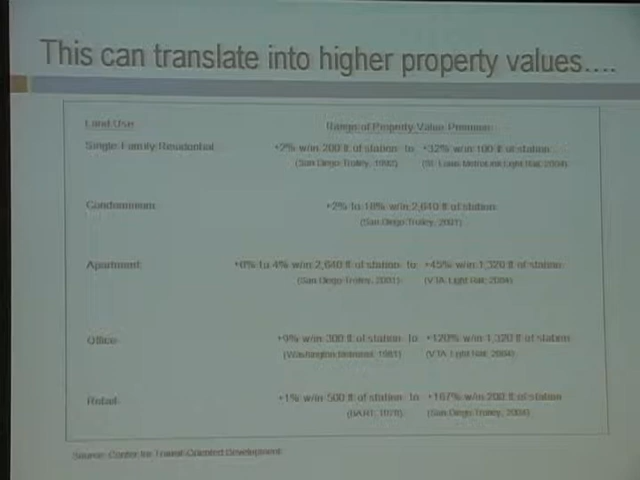 This can translate into higher property values....
Land Use
Range of Property Value Premium
Single Family Residential
+2% w/in 200 ft of station to +32% w/in 100 ft of station
(San Diego Trolley, 1992) (St. Louis MetroLink Light Rail, 2004)
Condominium
+2% to 18% w/in 2,640 ft of station
(San Diego Trolley, 2001)
Apartment
+0% to 4% w/in 2,640 ft of station to +45% w/in 1,320 ft of station
(San Diego Trolley, 2001) (VTA Light Rail, 2004)
Office
+9% w/in 300 ft of station to +120% w/in 1,320 ft of station
(Washington Metrorail, 1981) (VTA Light Rail, 2004)
Retail
+1% w/in 500 ft of station to +167% w/in 200 ft of station
(BART, 1978) (San Diego Trolley, 2004)
Source: Center for Transit-Oriented Development